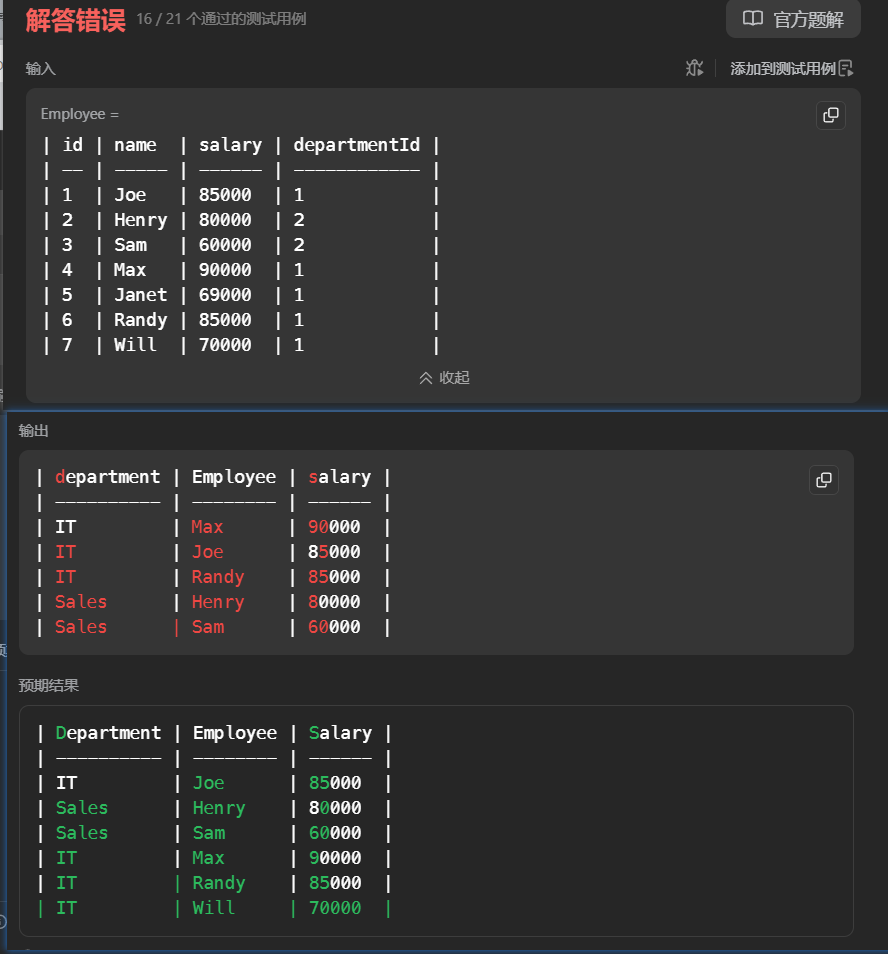 解答错误 16 / 21 个通过的测试用例 官方题解
输入 添加到测试用例
Employee =
| id | name | salary | departmentId |
| -- | ----- | ------ | ------------ |
| 1 | Joe | 85000 | 1 |
| 2 | Henry | 80000 | 2 |
| 3 | Sam | 60000 | 2 |
| 4 | Max | 90000 | 1 |
| 5 | Janet | 69000 | 1 |
| 6 | Randy | 85000 | 1 |
| 7 | Will | 70000 | 1 |
收起
输出
| department | Employee | salary |
| ---------- | -------- | ------ |
| IT | Max | 90000 |
| IT | Joe | 85000 |
| IT | Randy | 85000 |
| Sales | Henry | 80000 |
| Sales | Sam | 60000 |
预期结果
| Department | Employee | Salary |
| ---------- | -------- | ------ |
| IT | Joe | 85000 |
| Sales | Henry | 80000 |
| Sales | Sam | 60000 |
| IT | Max | 90000 |
| IT | Randy | 85000 |
| IT | Will | 70000 |